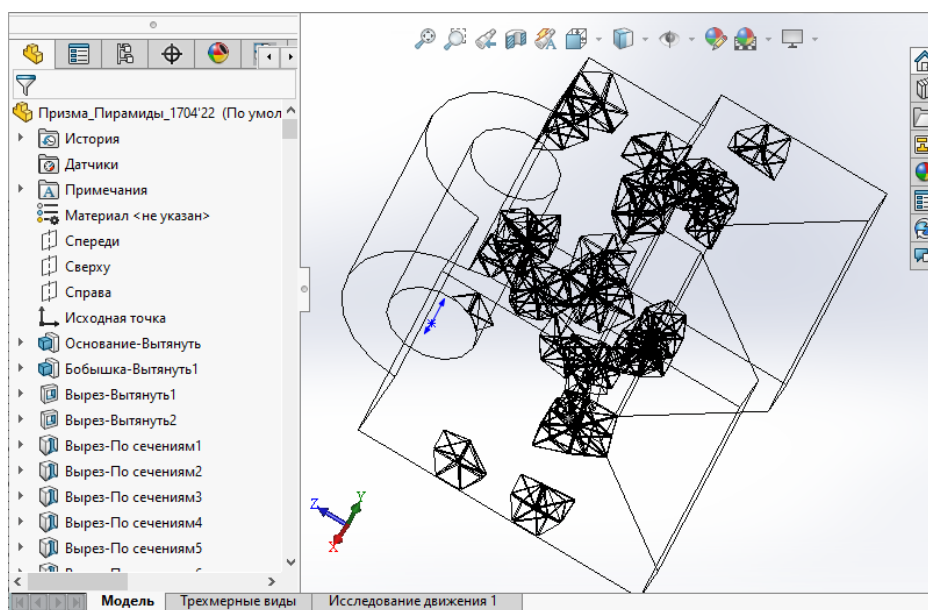 Призма_Пирамиды_1704'22 (По умол
История
Датчики
Примечания
Материал <не указан>
Спереди
Сверху
Справа
Исходная точка
Основание-Вытянуть
Бобышка-Вытянуть1
Вырез-Вытянуть1
Вырез-Вытянуть2
Вырез-По сечениям1
Вырез-По сечениям2
Вырез-По сечениям3
Вырез-По сечениям4
Вырез-По сечениям5
Z
Y
X
Модель
Трехмерные виды
Исследование движения 1